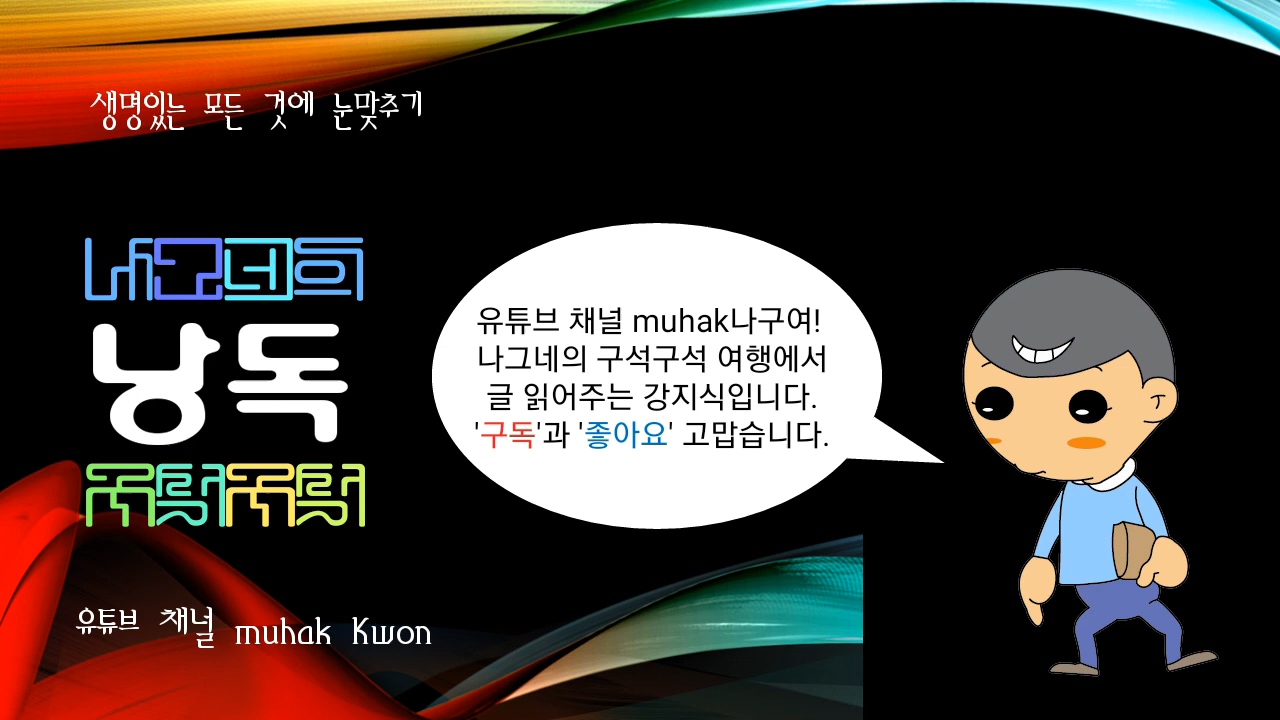 생명있는 모든 것에 눈맞추기
나그네의
낭독
구석구석
유튜브 채널 muhak나구여!
나그네의 구석구석 여행에서
글 읽어주는 강지식입니다.
'구독'과 '좋아요' 고맙습니다.
유튜브 채널 muhak Kwon